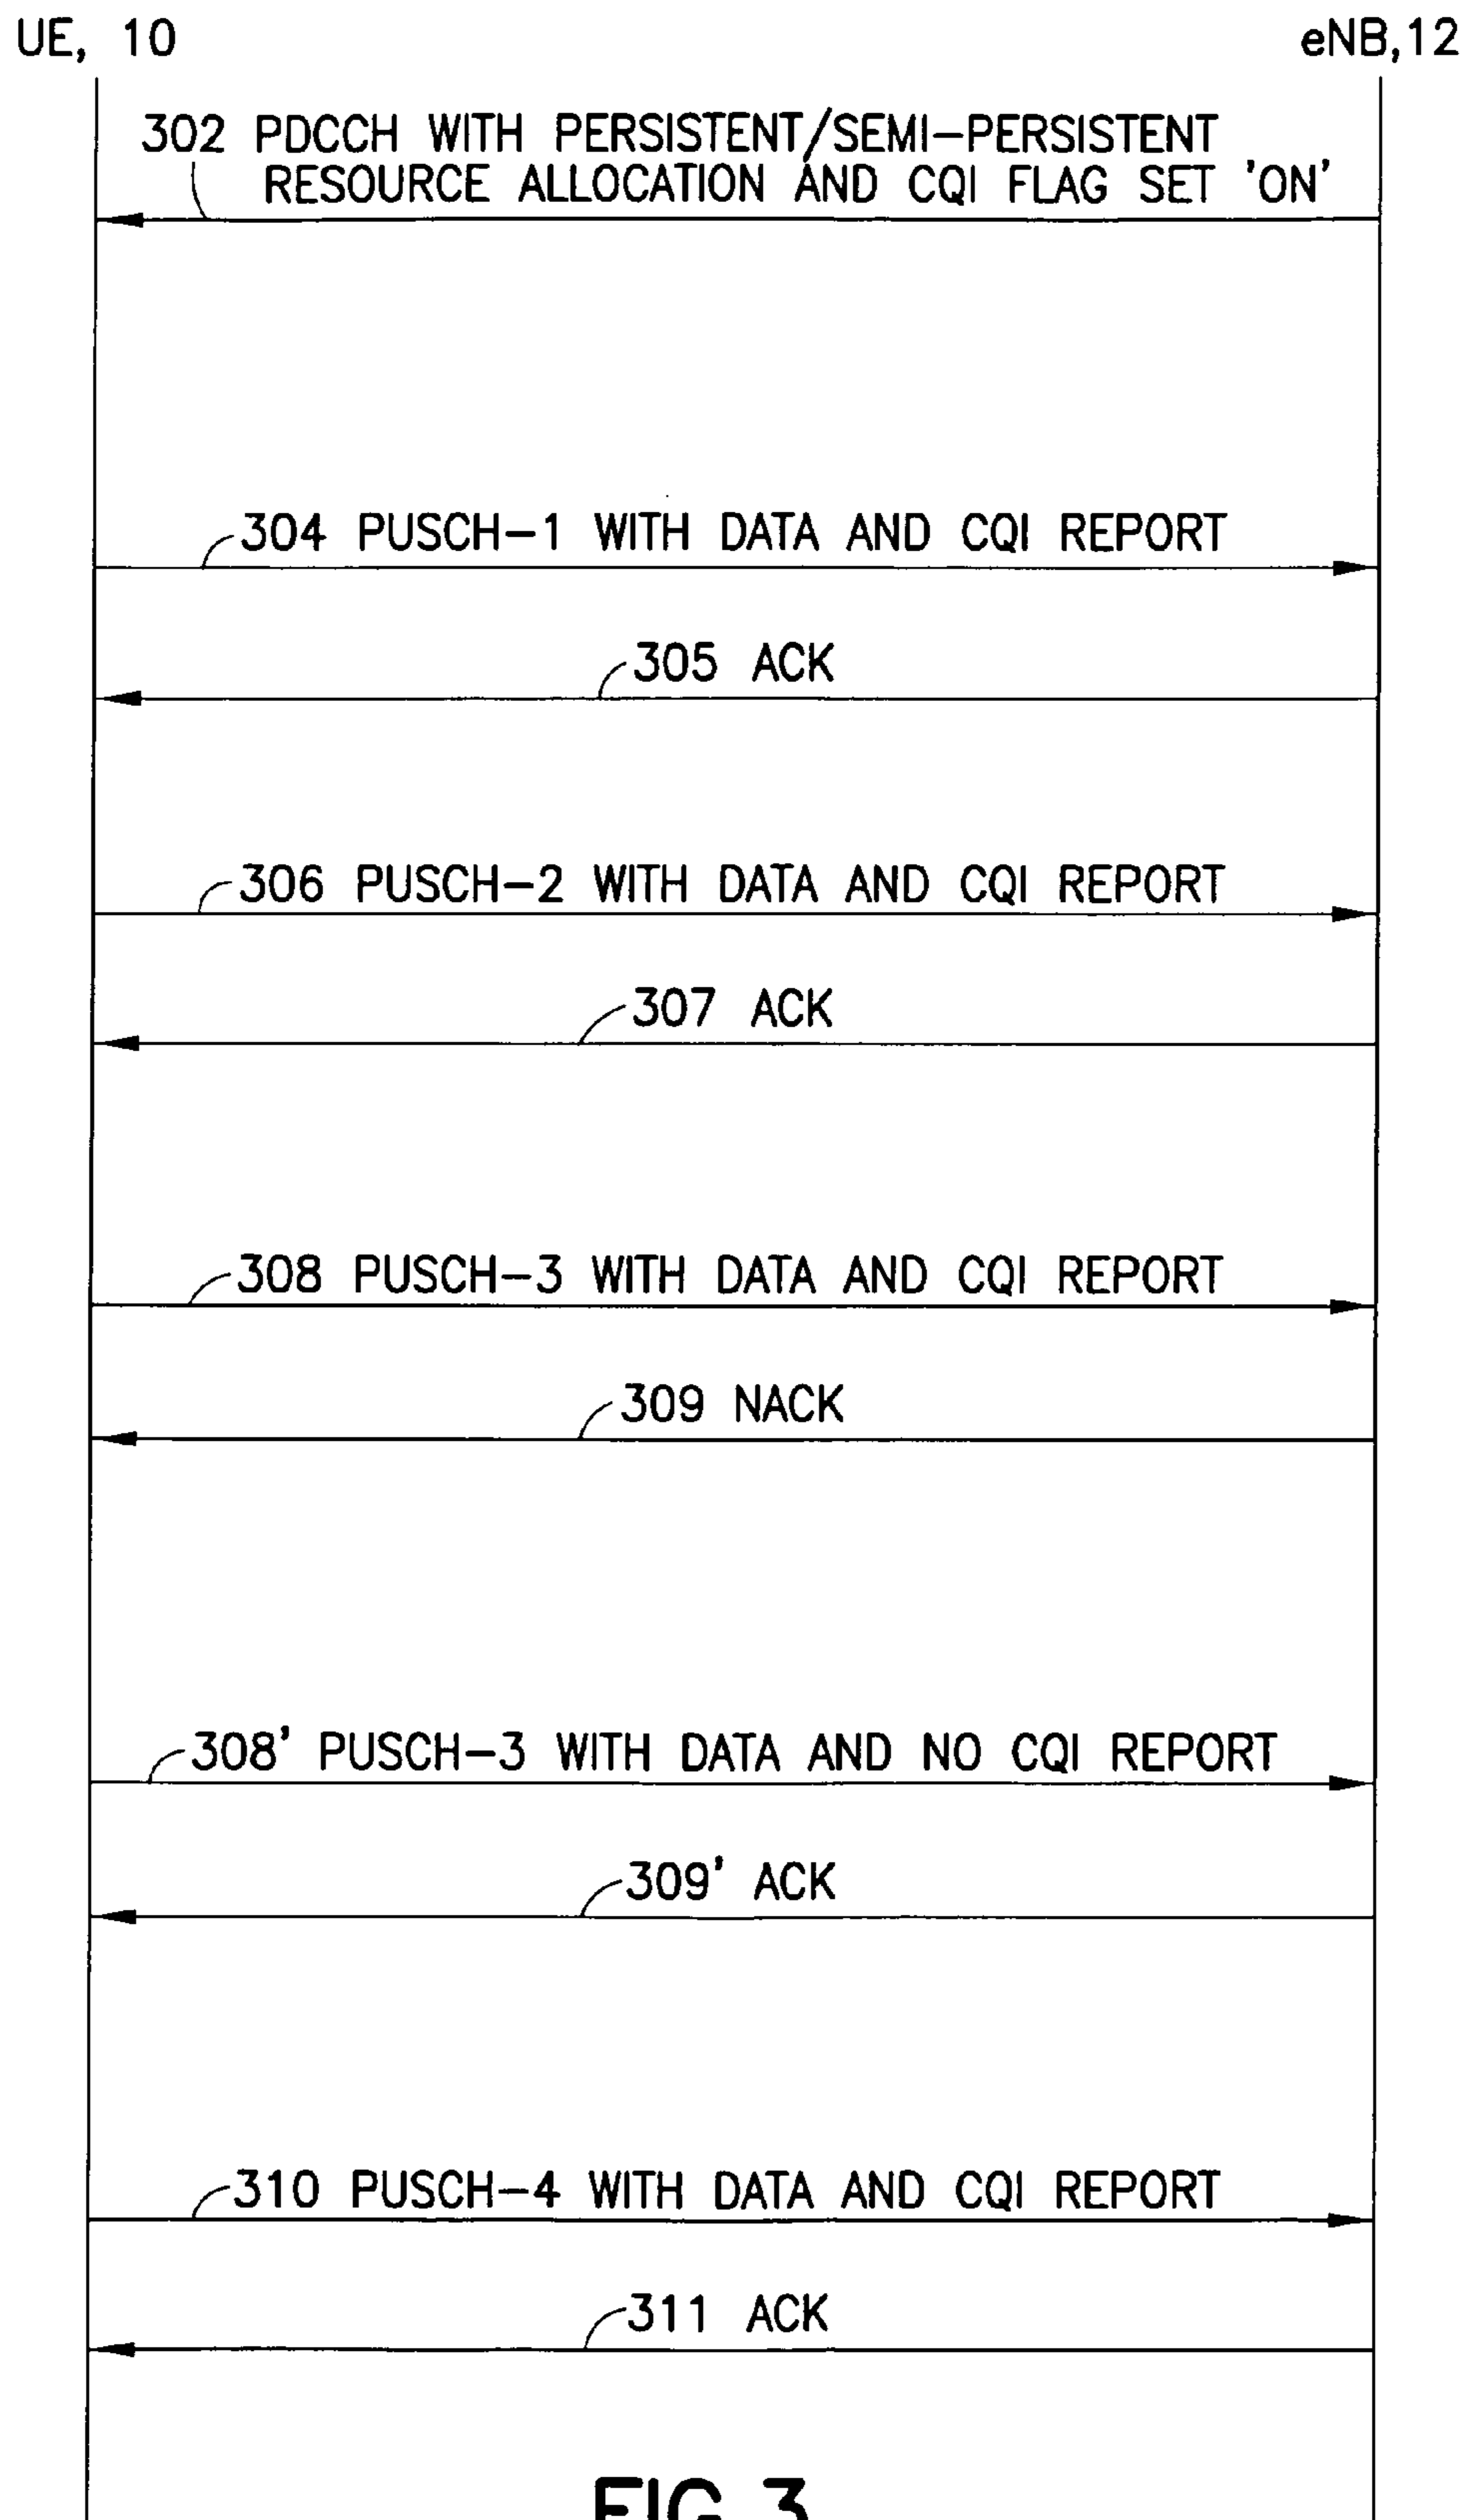 UE, 10
eNB,12
302 PDCCH WITH PERSISTENT/SEMI-PERSISTENT
RESOURCE ALLOCATION AND CQI FLAG SET 'ON'
304 PUSCH-1 WITH DATA AND CQI REPORT
305 ACK
306 PUSCH-2 WITH DATA AND CQI REPORT
307 ACK
308 PUSCH-3 WITH DATA AND CQI REPORT
309 NACK
308' PUSCH-3 WITH DATA AND NO CQI REPORT
309' ACK
310 PUSCH-4 WITH DATA AND CQI REPORT
311 ACK
FIG.3